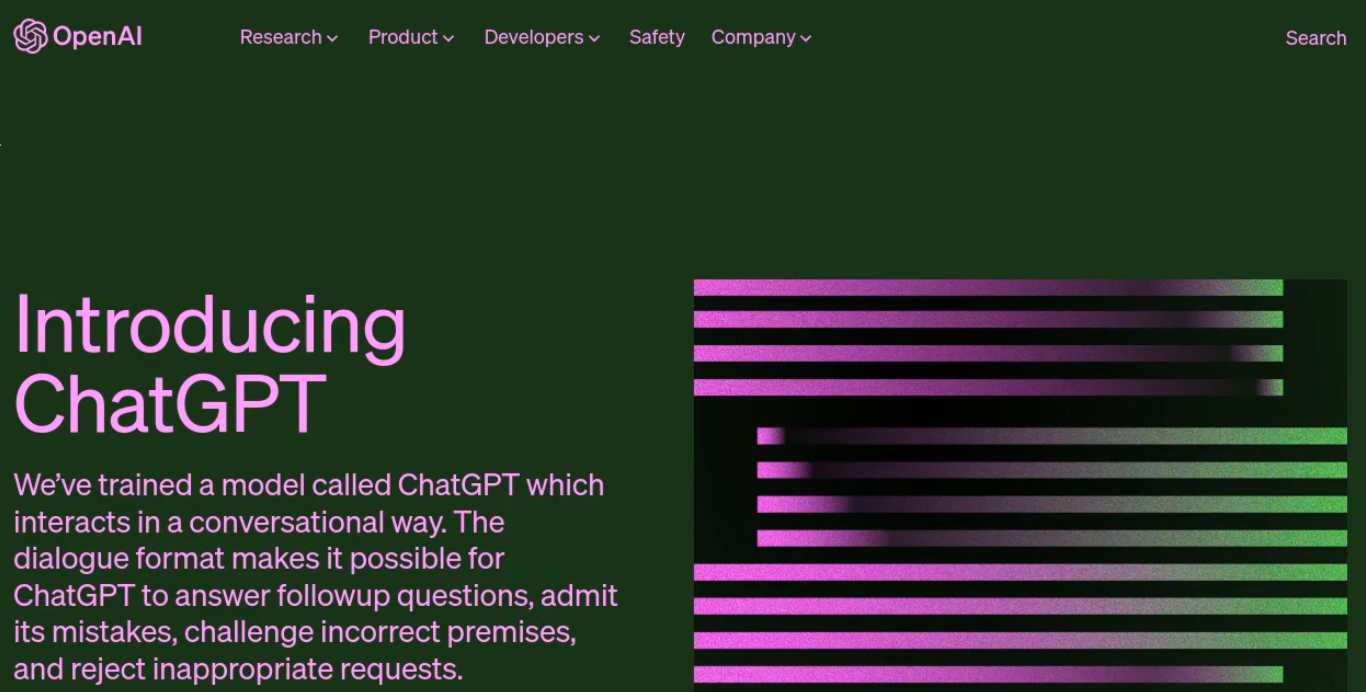 OpenAI Research Product Developers Safety Company Search
Introducing
ChatGPT
We’ve trained a model called ChatGPT which
interacts in a conversational way. The
dialogue format makes it possible for
ChatGPT to answer followup questions, admit
its mistakes, challenge incorrect premises,
and reject inappropriate requests.